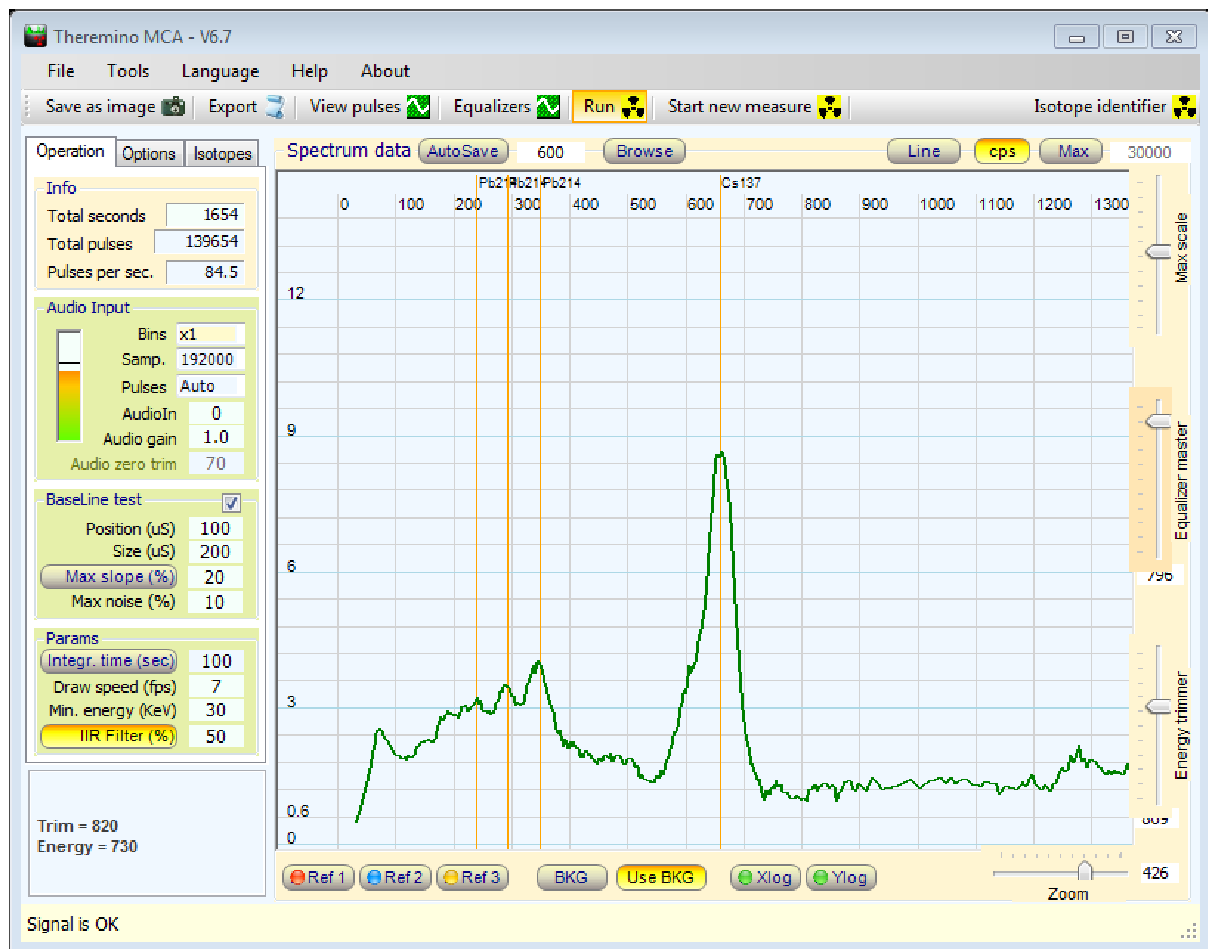 Theremino MCA - V6.7
File Tools Language Help About
Save as image Export View pulses Equalizers Run Start new measure Isotope identifier
Operation Options Isotopes
Info
Total seconds 1654
Total pulses 139654
Pulses per sec. 84.5
Audio Input
Bins x1
Samp. 192000
Pulses Auto
AudioIn 0
Audio gain 1.0
Audio zero trim 70
BaseLine test
Position (uS) 100
Size (uS) 200
Max slope (%) 20
Max noise (%) 10
Params
Integr. time (sec) 100
Draw speed (fps) 7
Min. energy (KeV) 30
IIR Filter (%) 50
Trim = 820
Energy = 730
Signal is OK
Spectrum data AutoSave 600 Browse Line cps Max 30000
Pb214 Cs137
0 100 200 300 400 500 600 700 800 900 1000 1100 1200 1300
12
9
6
3
0.6
0
Max scale
Equalizer master
796
Energy trimmer
Ref 1 Ref 2 Ref 3 BKG Use BKG Xlog Ylog
Zoom
426